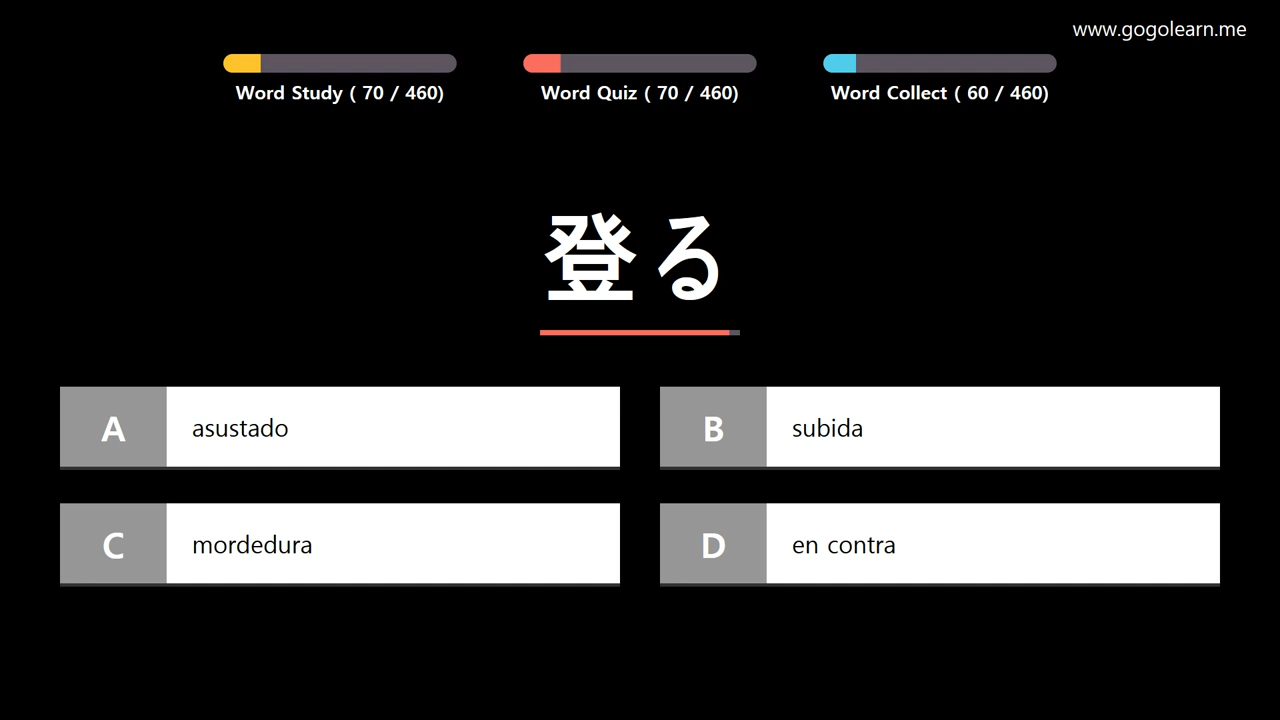 www.gogolearn.me
Word Study ( 70 / 460)
Word Quiz ( 70 / 460)
Word Collect ( 60 / 460)
登る
A asustado
B subida
C mordedura
D en contra